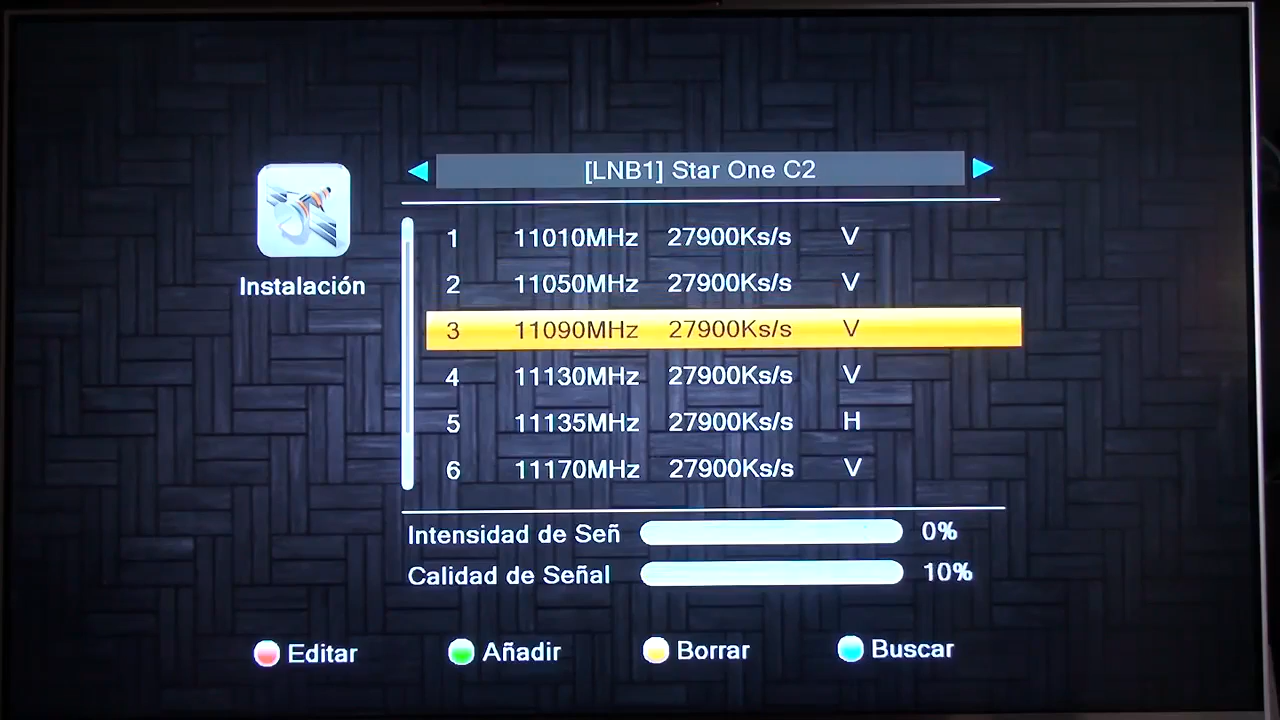 [LNB1] Star One C2
Instalación
1 11010MHz 27900Ks/s V
2 11050MHz 27900Ks/s V
3 11090MHz 27900Ks/s V
4 11130MHz 27900Ks/s V
5 11135MHz 27900Ks/s H
6 11170MHz 27900Ks/s V
Intensidad de Señ 0%
Calidad de Señal 10%
Editar Añadir Borrar Buscar